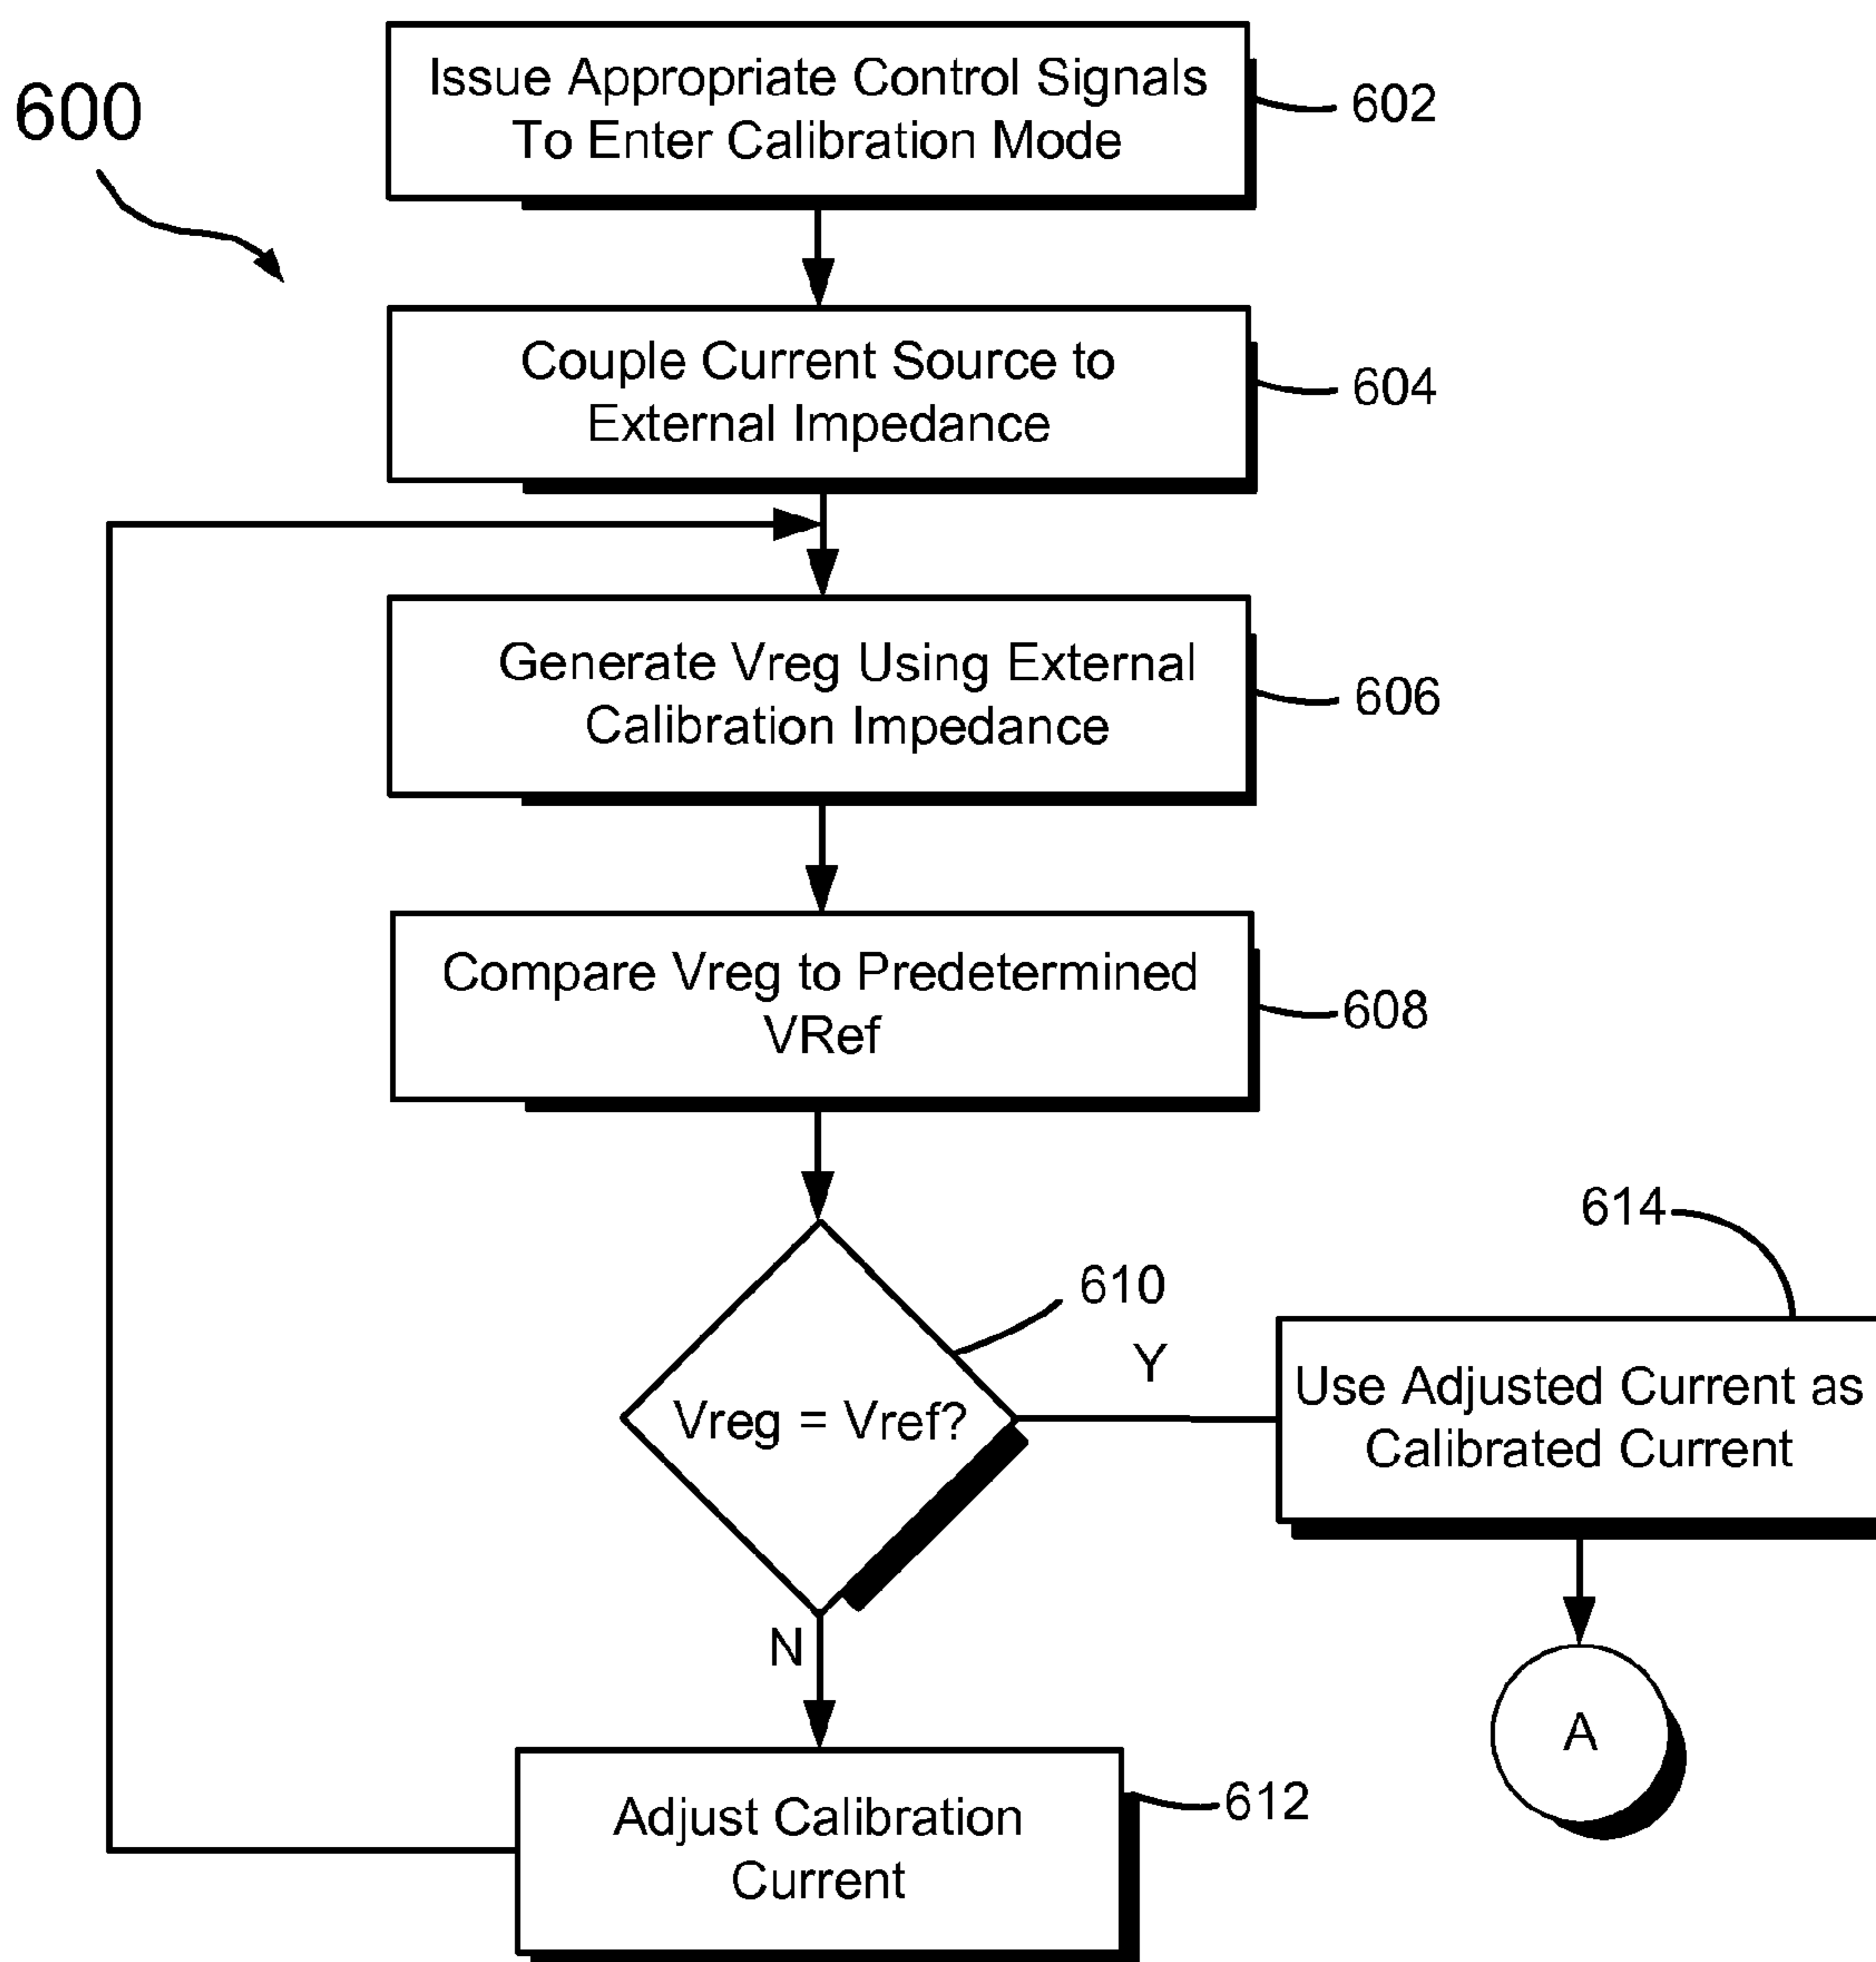 600
Issue Appropriate Control Signals
To Enter Calibration Mode
602
Couple Current Source to
External Impedance
604
Generate Vreg Using External
Calibration Impedance
606
Compare Vreg to Predetermined
VRef
608
614
610
Y
Vreg = Vref?
Use Adjusted Current as
Calibrated Current
N
A
Adjust Calibration
Current
612